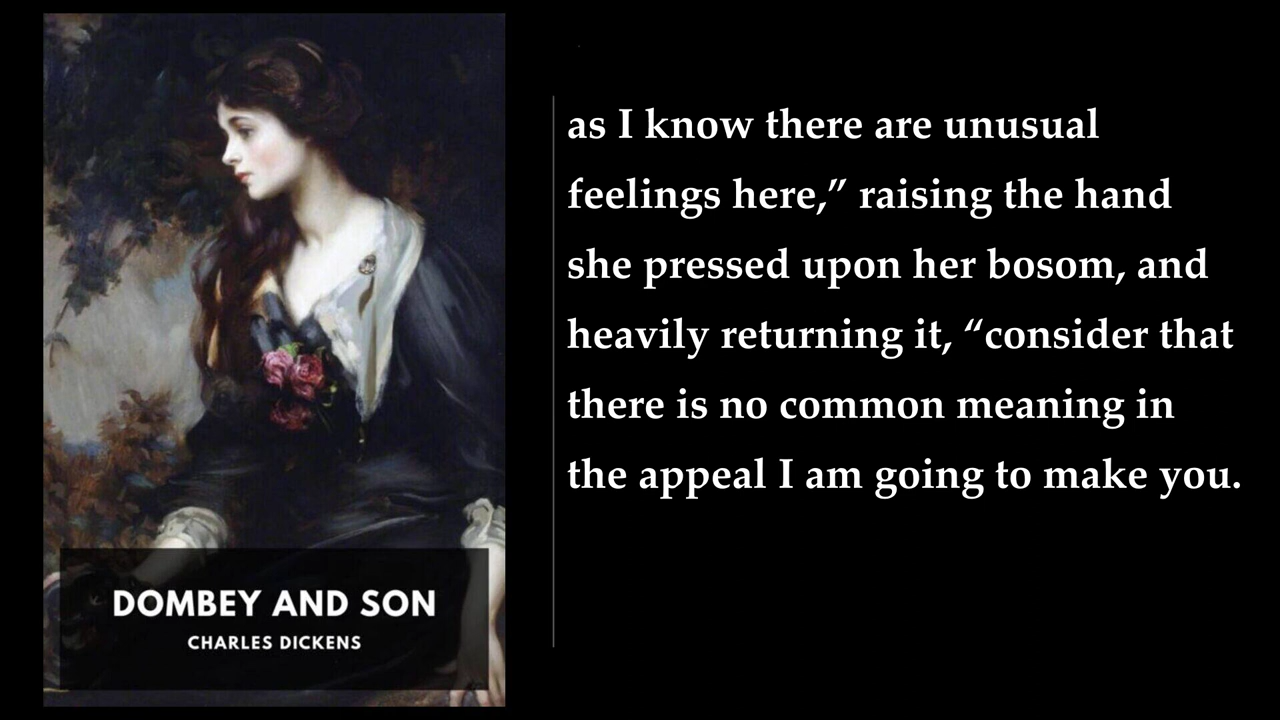 as I know there are unusual
feelings here,” raising the hand
she pressed upon her bosom, and
heavily returning it, “consider that
there is no common meaning in
the appeal I am going to make you.
DOMBEY AND SON
CHARLES DICKENS